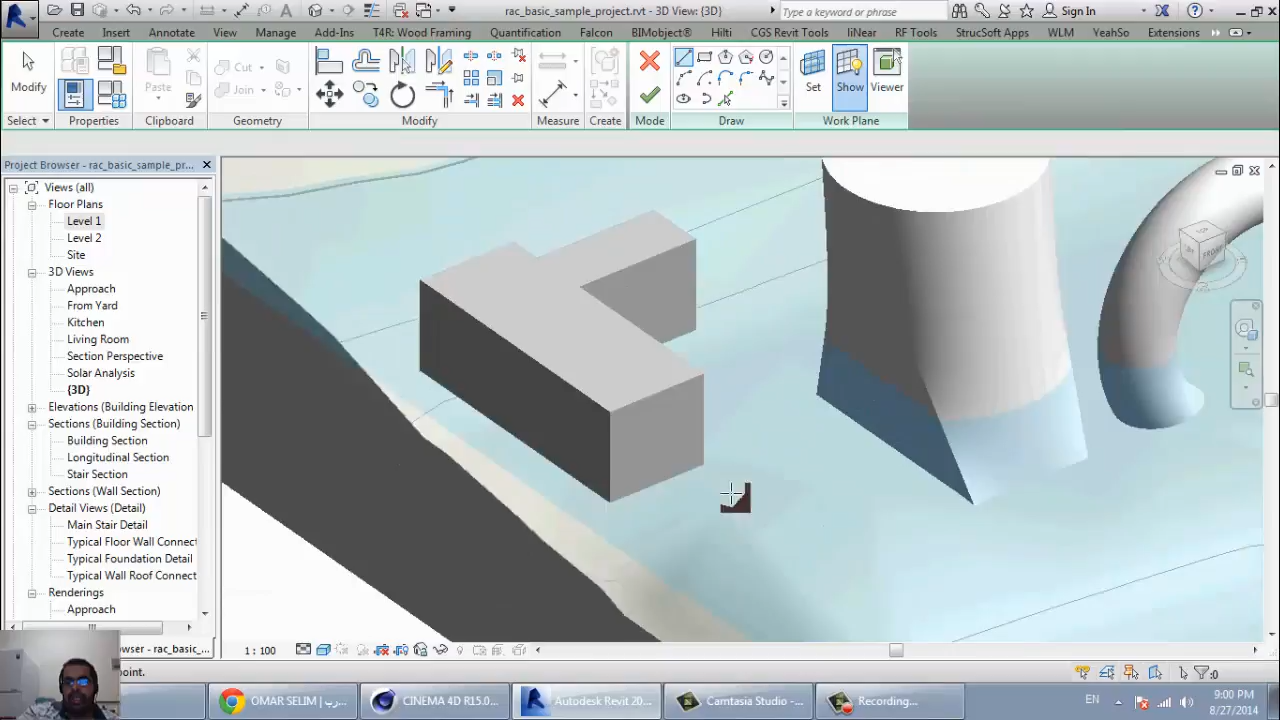 rac_basic_sample_project.rvt - 3D View: {3D}
Type a keyword or phrase
Sign In
Create Insert Annotate View Manage Add-Ins T4R: Wood Framing Quantification Falcon BIMobject® Hilti CGS Revit Tools liNear RF Tools StrucSoft Apps WLM YeahSo Extensions
Modify
Paste
Cut
Join
Set
Show
Viewer
Select Properties Clipboard Geometry Modify Measure Create Mode Draw Work Plane
Project Browser - rac_basic_sample_pr...
Views (all)
Floor Plans
Level 1
Level 2
Site
3D Views
Approach
From Yard
Kitchen
Living Room
Section Perspective
Solar Analysis
{3D}
Elevations (Building Elevation
Sections (Building Section)
Building Section
Longitudinal Section
Stair Section
Sections (Wall Section)
Detail Views (Detail)
Main Stair Detail
Typical Floor Wall Connect
Typical Foundation Detail
Typical Wall Roof Connect
Renderings
Approach
FRONT
owser - rac_basic_...
1 : 100
point.
:0
OMAR SELIM | رب...
CINEMA 4D R15.0...
Autodesk Revit 20...
Camtasia Studio - ...
Recording...
EN
9:00 PM
8/27/2014